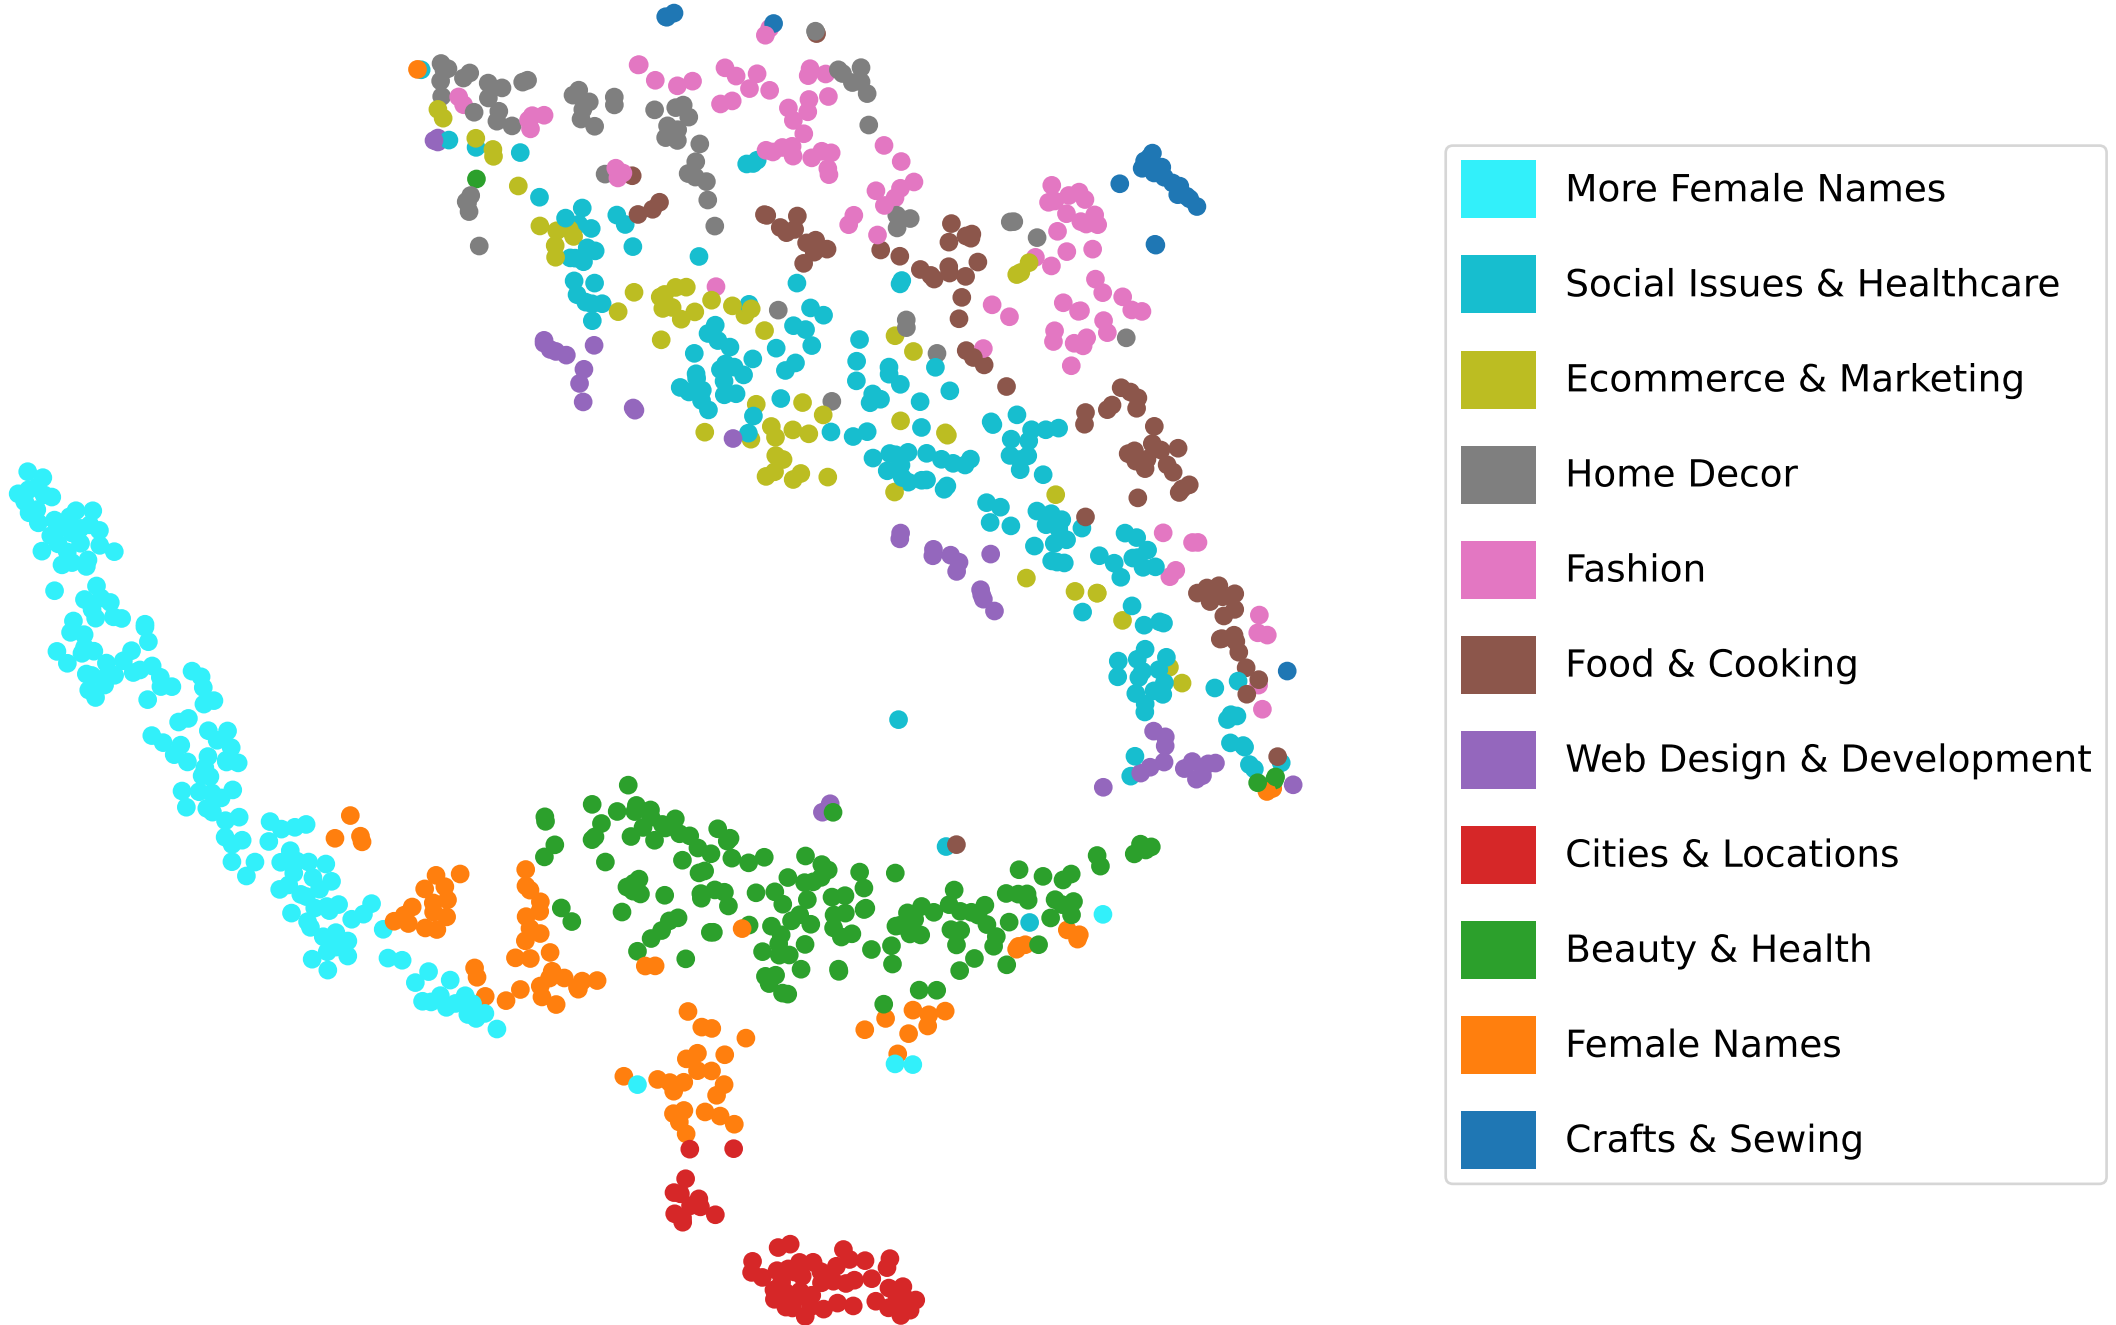 More Female Names
Social Issues & Healthcare
Ecommerce & Marketing
Home Decor
Fashion
Food & Cooking
Web Design & Development
Cities & Locations
Beauty & Health
Female Names
Crafts & Sewing